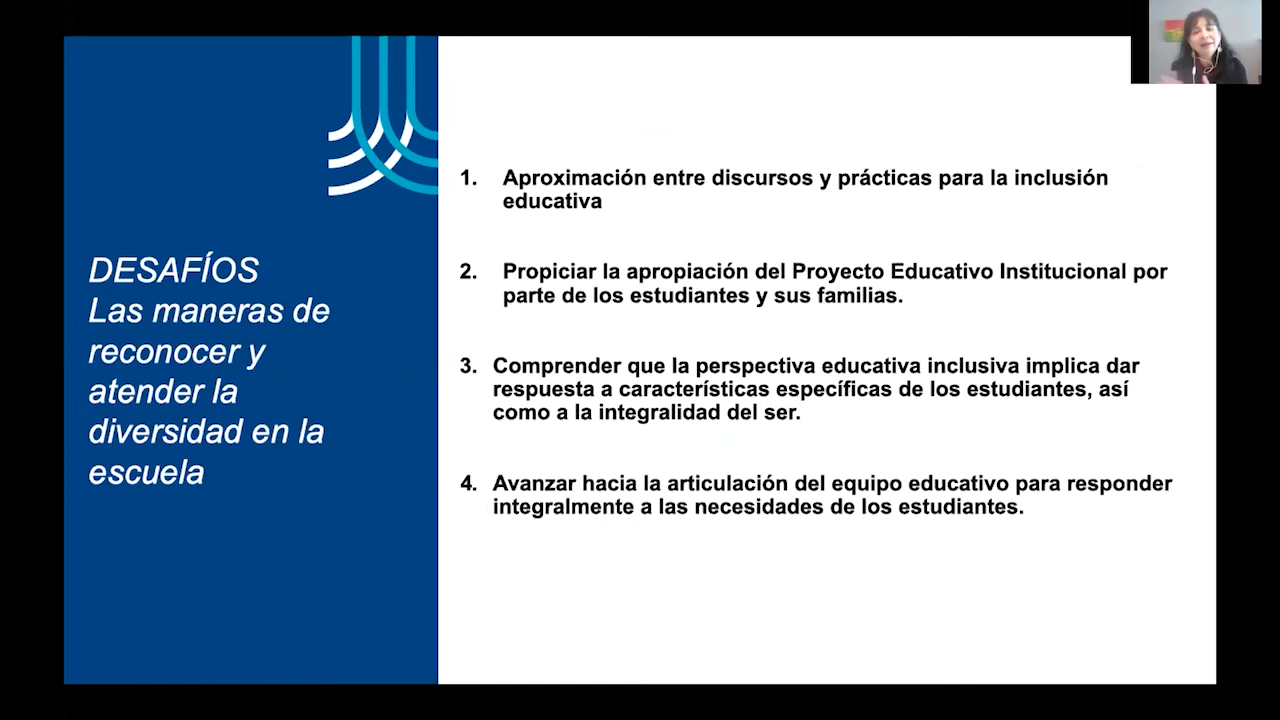 DESAFÍOS
Las maneras de
reconocer y
atender la
diversidad en la
escuela
1. Aproximación entre discursos y prácticas para la inclusión
educativa
2. Propiciar la apropiación del Proyecto Educativo Institucional por
parte de los estudiantes y sus familias.
3. Comprender que la perspectiva educativa inclusiva implica dar
respuesta a características específicas de los estudiantes, así
como a la integralidad del ser.
4. Avanzar hacia la articulación del equipo educativo para responder
integralmente a las necesidades de los estudiantes.